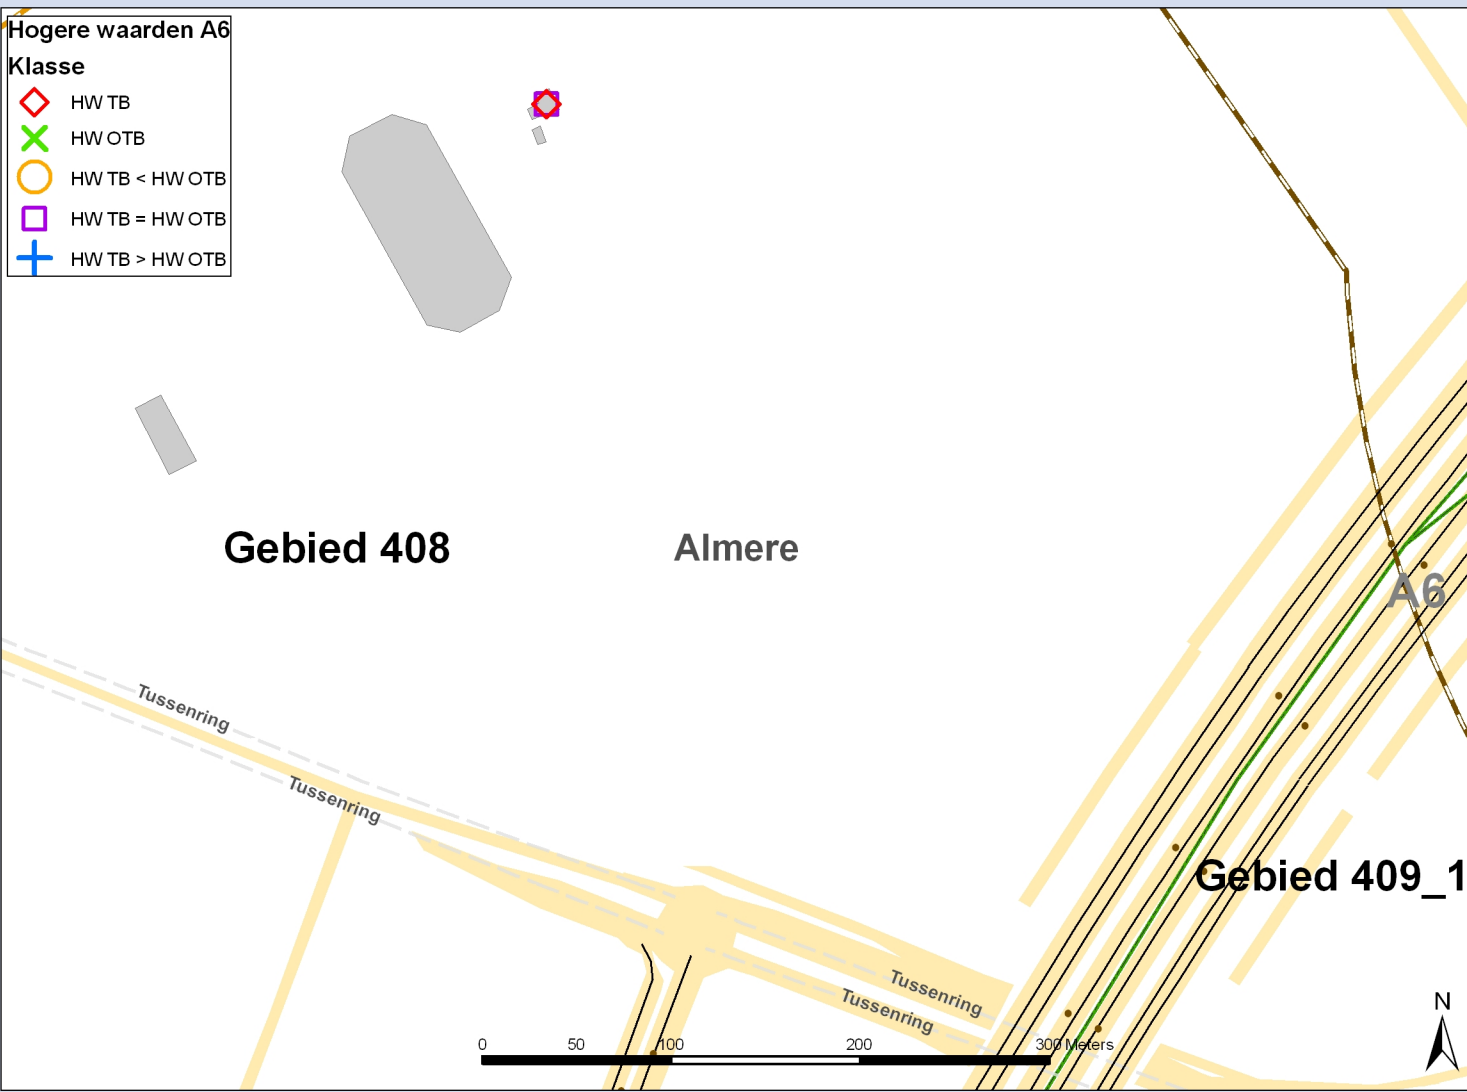 Hogere waarden A6
Klasse
HW TB
HW OTB
HW TB < HW OTB
HW TB = HW OTB
HW TB > HW OTB
Gebied 408
Almere
A6
Tussenring
Tussenring
Gebied 409_1
Tussenring
Tussenring
N
0 50 100 200 300 Meters